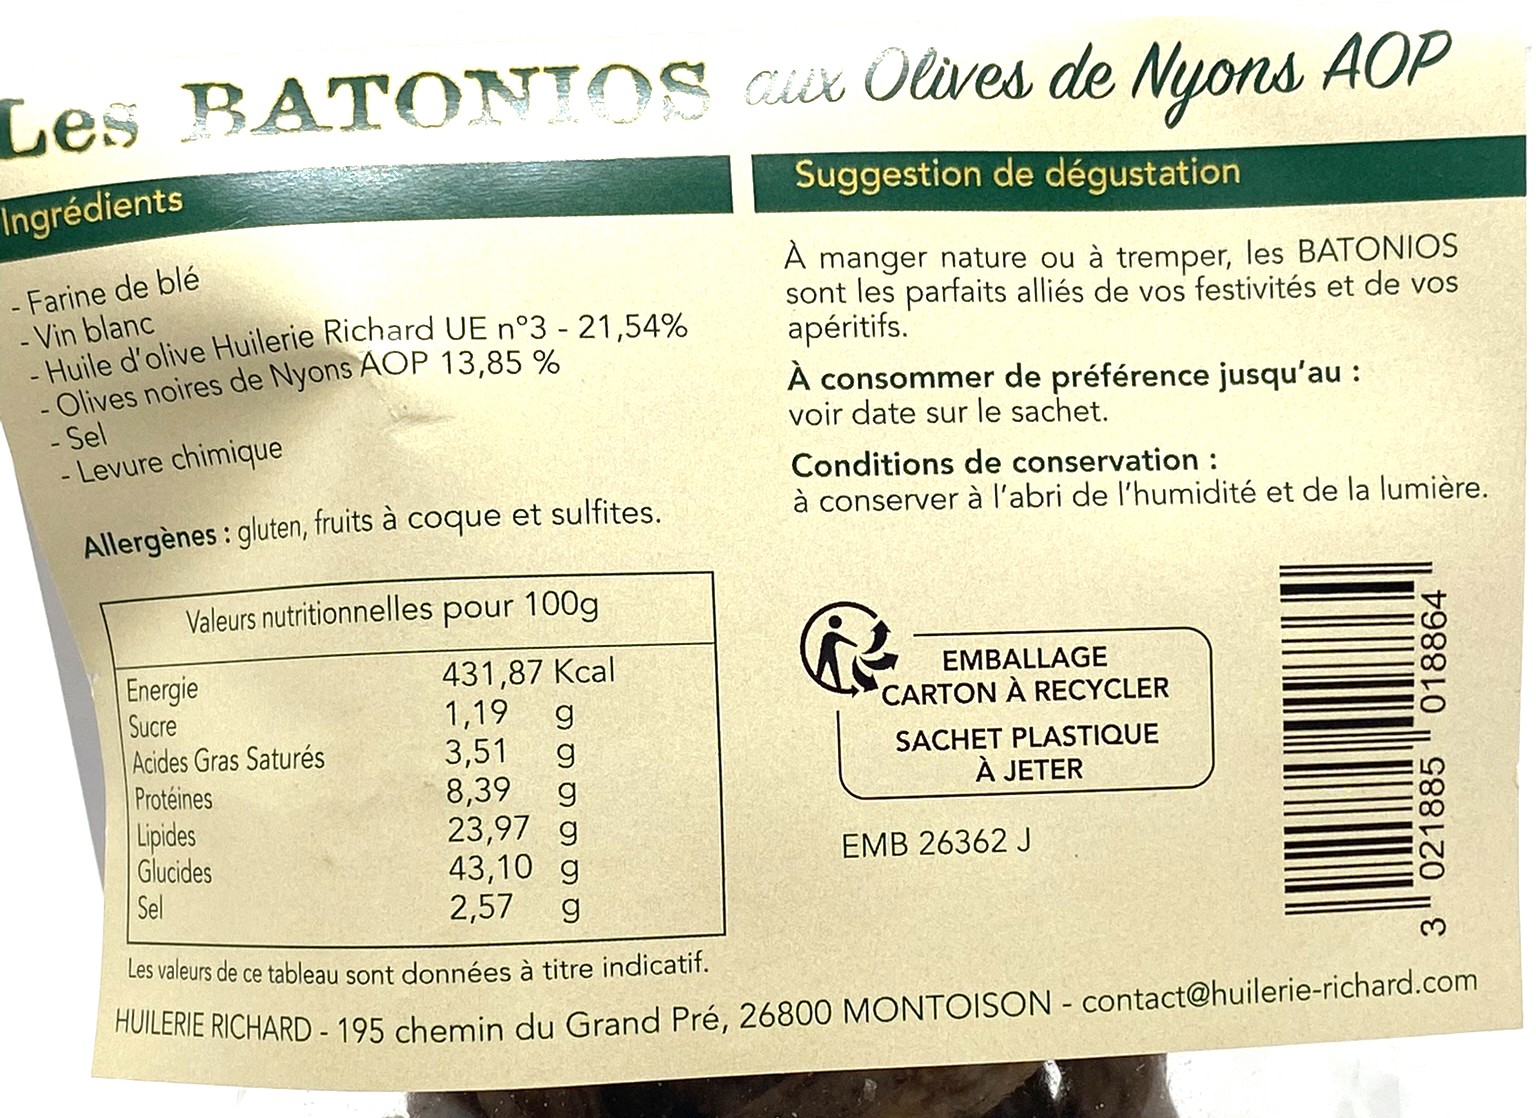 Les BATONIOS aux Olives de Nyons AOP
Ingrédients
- Farine de blé
- Vin blanc
- Huile d'olive Huilerie Richard UE n°3 - 21,54%
- Olives noires de Nyons AOP 13,85 %
- Sel
- Levure chimique
Allergènes : gluten, fruits à coque et sulfites.
Valeurs nutritionnelles pour 100g
Energie 431,87 Kcal
Sucre 1,19 g
Acides Gras Saturés 3,51 g
Protéines 8,39 g
Lipides 23,97 g
Glucides 43,10 g
Sel 2,57 g
Les valeurs de ce tableau sont données à titre indicatif.
Suggestion de dégustation
À manger nature ou à tremper, les BATONIOS
sont les parfaits alliés de vos festivités et de vos
apéritifs.
À consommer de préférence jusqu'au :
voir date sur le sachet.
Conditions de conservation :
à conserver à l'abri de l'humidité et de la lumière.
EMBALLAGE
CARTON À RECYCLER
SACHET PLASTIQUE
À JETER
EMB 26362 J
3 021885 018864
HUILERIE RICHARD - 195 chemin du Grand Pré, 26800 MONTOISON - contact@huilerie-richard.com